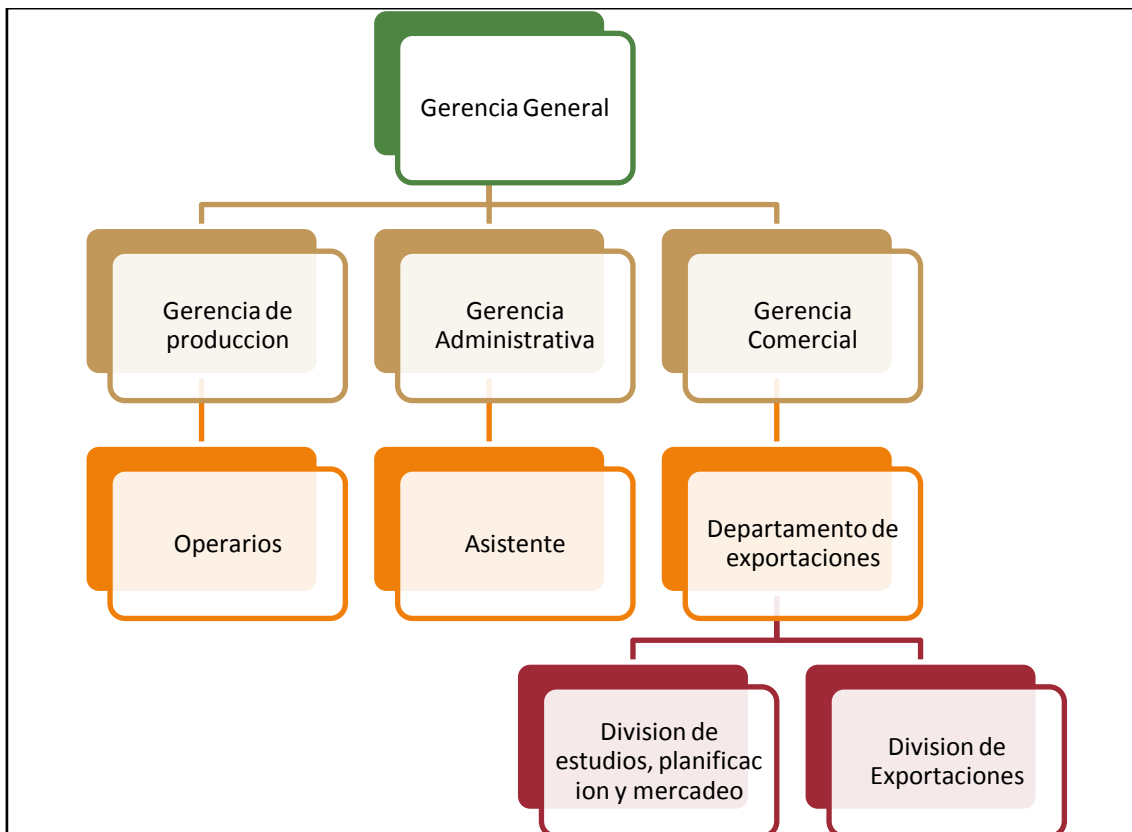 Gerencia General
Gerencia de
produccion
Gerencia
Administrativa
Gerencia
Comercial
Operarios
Asistente
Departamento de
exportaciones
Division de
estudios, planificac
ion y mercadeo
Division de
Exportaciones